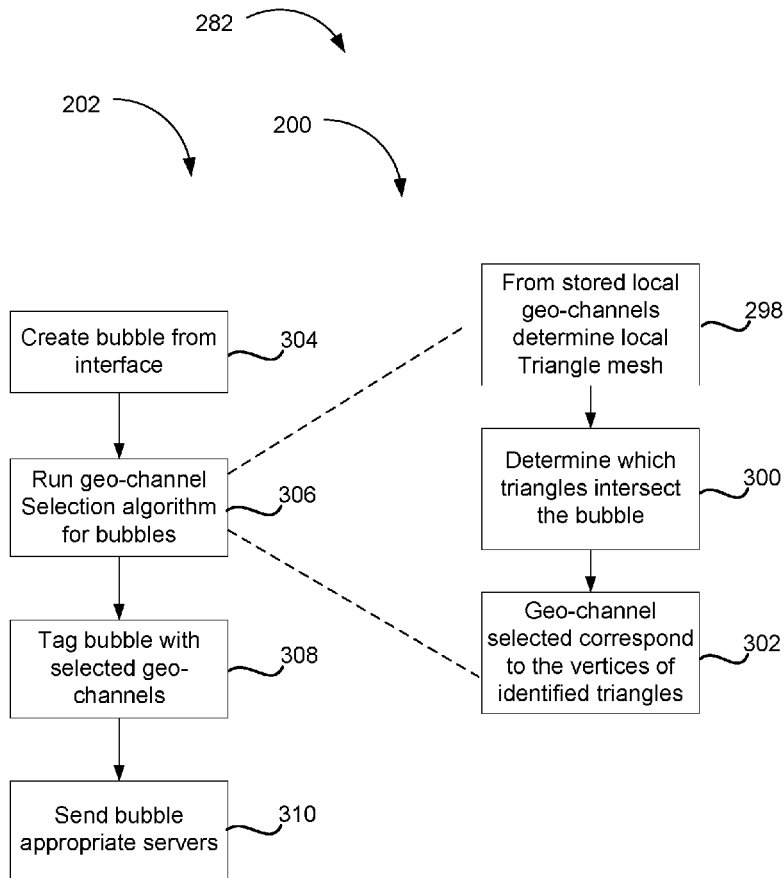 282
202
200
From stored local
geo-channels
determine local
Triangle mesh
298
Create bubble from
interface
304
Run geo-channel
Selection algorithm
for bubbles
306
Determine which
triangles intersect
the bubble
300
Tag bubble with
selected geo-
channels
308
Geo-channel
selected correspond
to the vertices of
identified triangles
302
Send bubble
appropriate servers
310